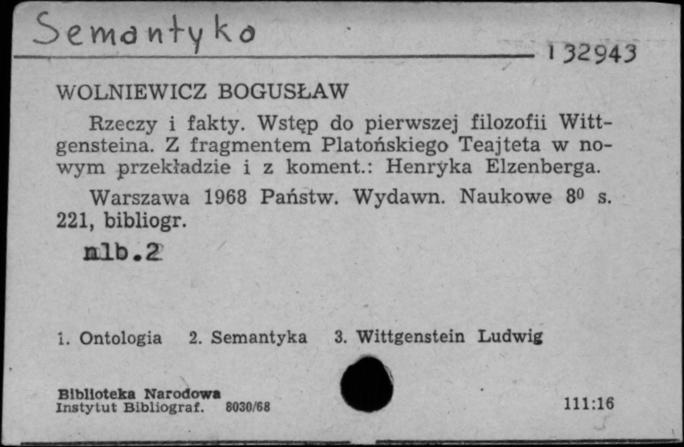 Semantyka
132943
WOLNIEWICZ BOGUSŁAW
Rzeczy i fakty. Wstęp do pierwszej filozofii Witt-
gensteina. Z fragmentem Platońskiego Teajteta w no-
wym przekładzie i z koment.: Henryka Elzenberga.
Warszawa 1968 Państw. Wydawn. Naukowe 8⁰ s.
221, bibliogr.
nlb.2
1. Ontologia 2. Semantyka 3. Wittgenstein Ludwig
Biblioteka Narodowa
Instytut Bibliograf. 8030/68
111:16